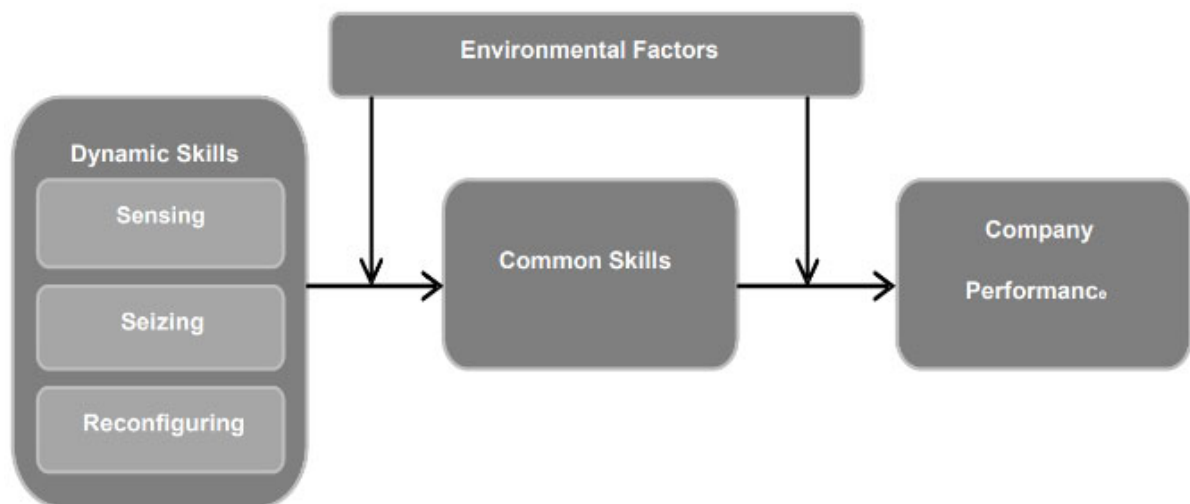 Environmental Factors
Dynamic Skills
Sensing
Seizing
Reconfiguring
Common Skills
Company
Performance